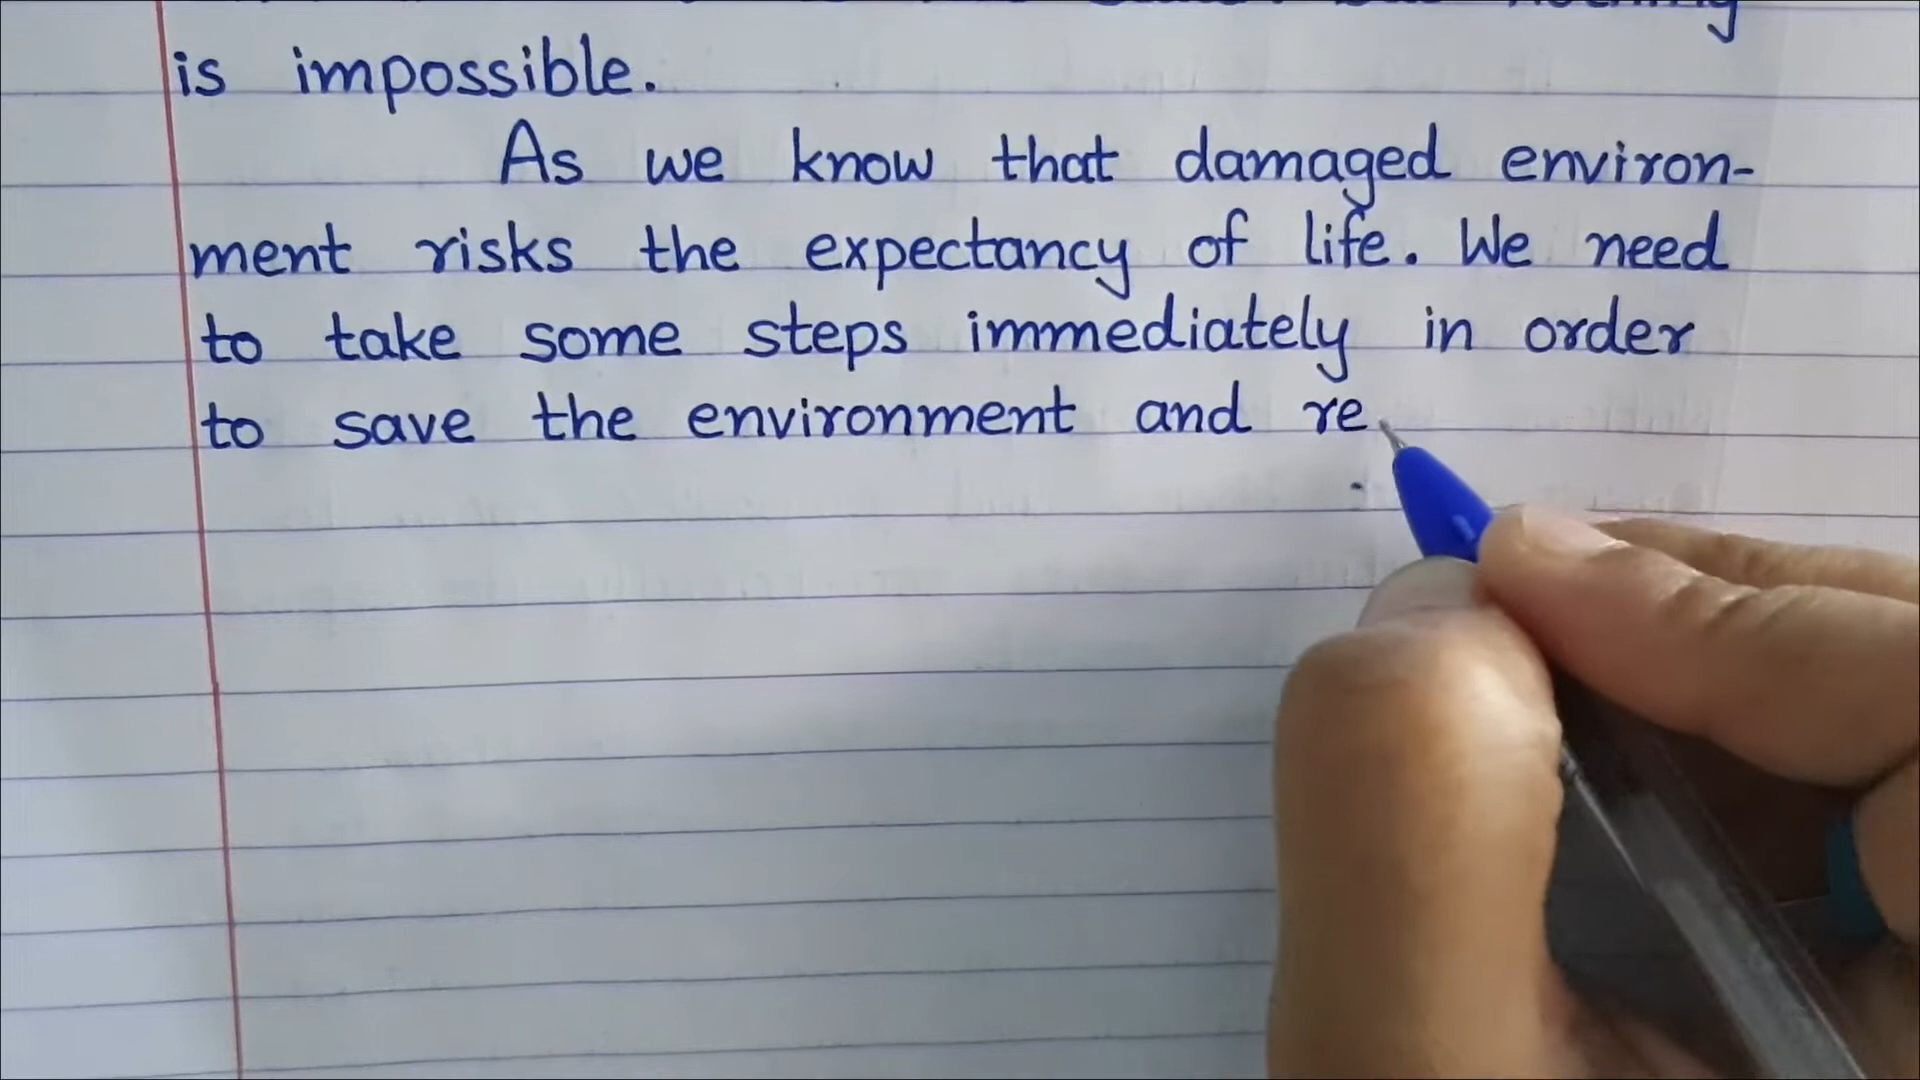 nothing
is impossible.
As we know that damaged environ-
ment risks the expectancy of life. We need
to take some steps immediately in order
to save the environment and re